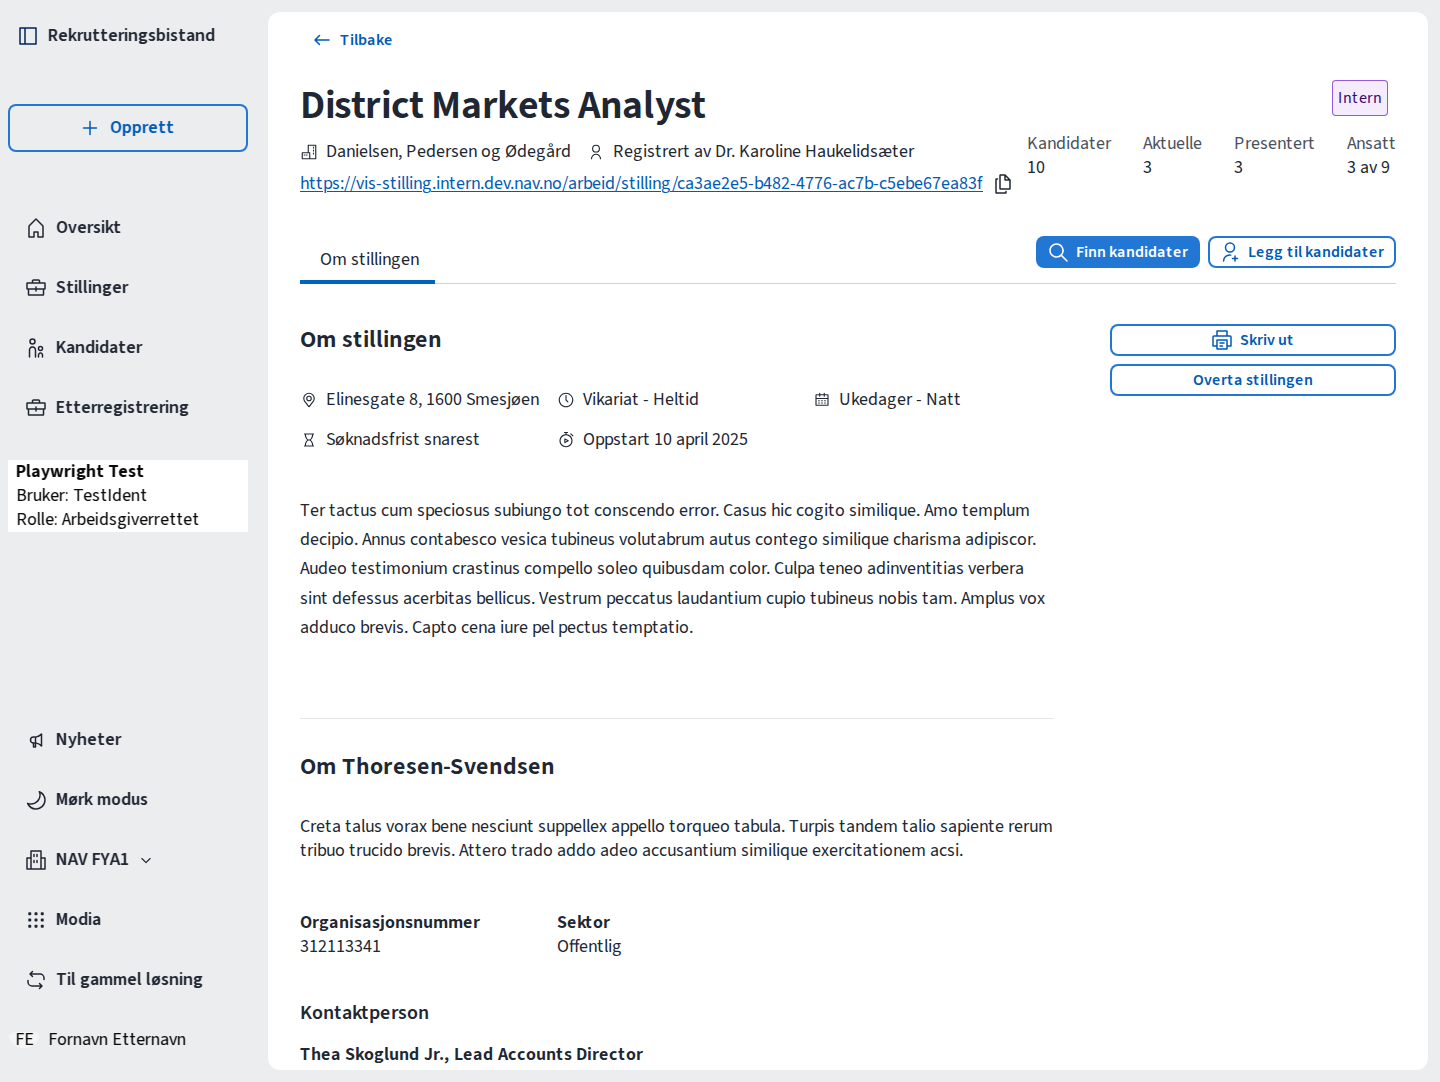 Rekrutteringsbistand
Opprett
Oversikt
Stillinger
Kandidater
Etterregistrering
Playwright Test
Bruker: TestIdent
Rolle: Arbeidsgiverrettet
Nyheter
Mørk modus
NAV FYA1
Modia
Til gammel løsning
FE Fornavn Etternavn
Tilbake
District Markets Analyst
Intern
Danielsen, Pedersen og Ødegård Registrert av Dr. Karoline Haukelidsæter
https://vis-stilling.intern.dev.nav.no/arbeid/stilling/ca3ae2e5-b482-4776-ac7b-c5ebe67ea83f
Kandidater Aktuelle Presentert Ansatt
10 3 3 3 av 9
Om stillingen
Finn kandidater Legg til kandidater
Om stillingen
Skriv ut
Overta stillingen
Elinesgate 8, 1600 Smesjøen Vikariat - Heltid Ukedager - Natt
Søknadsfrist snarest Oppstart 10 april 2025
Ter tactus cum speciosus subiungo tot conscendo error. Casus hic cogito similique. Amo templum
decipio. Annus contabesco vesica tubineus volutabrum autus contego similique charisma adipiscor.
Audeo testimonium crastinus compello soleo quibusdam color. Culpa teneo adinventitias verbera
sint defessus acerbitas bellicus. Vestrum peccatus laudantium cupio tubineus nobis tam. Amplus vox
adduco brevis. Capto cena iure pel pectus temptatio.
Om Thoresen-Svendsen
Creta talus vorax bene nesciunt suppellex appello torqueo tabula. Turpis tandem talio sapiente rerum
tribuo trucido brevis. Attero trado addo adeo accusantium similique exercitationem acsi.
Organisasjonsnummer Sektor
312113341 Offentlig
Kontaktperson
Thea Skoglund Jr., Lead Accounts Director